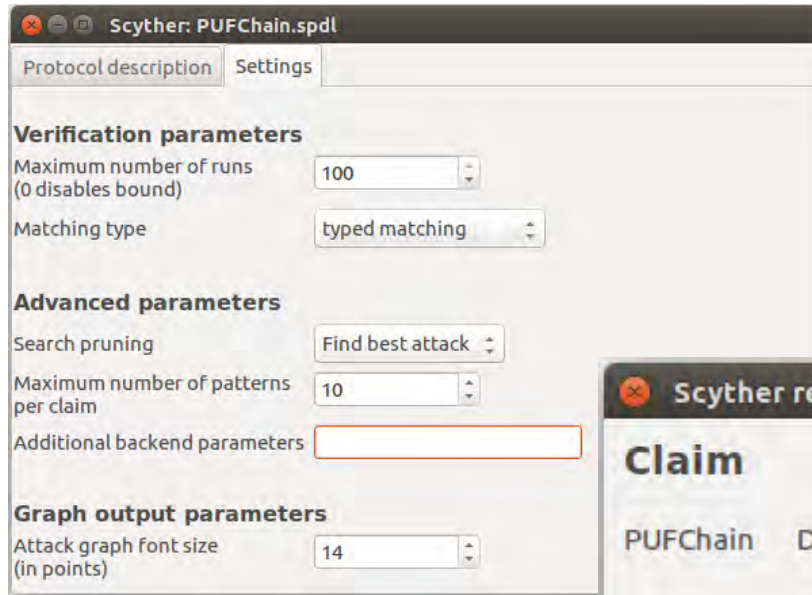 Scyther: PUFChain.spdl
Protocol description Settings
Verification parameters
Maximum number of runs
(0 disables bound)
100
Matching type
typed matching
Advanced parameters
Search pruning
Find best attack
Maximum number of patterns
per claim
10
Additional backend parameters
Graph output parameters
Attack graph font size
(in points)
14
Scyther re
Claim
PUFChain D